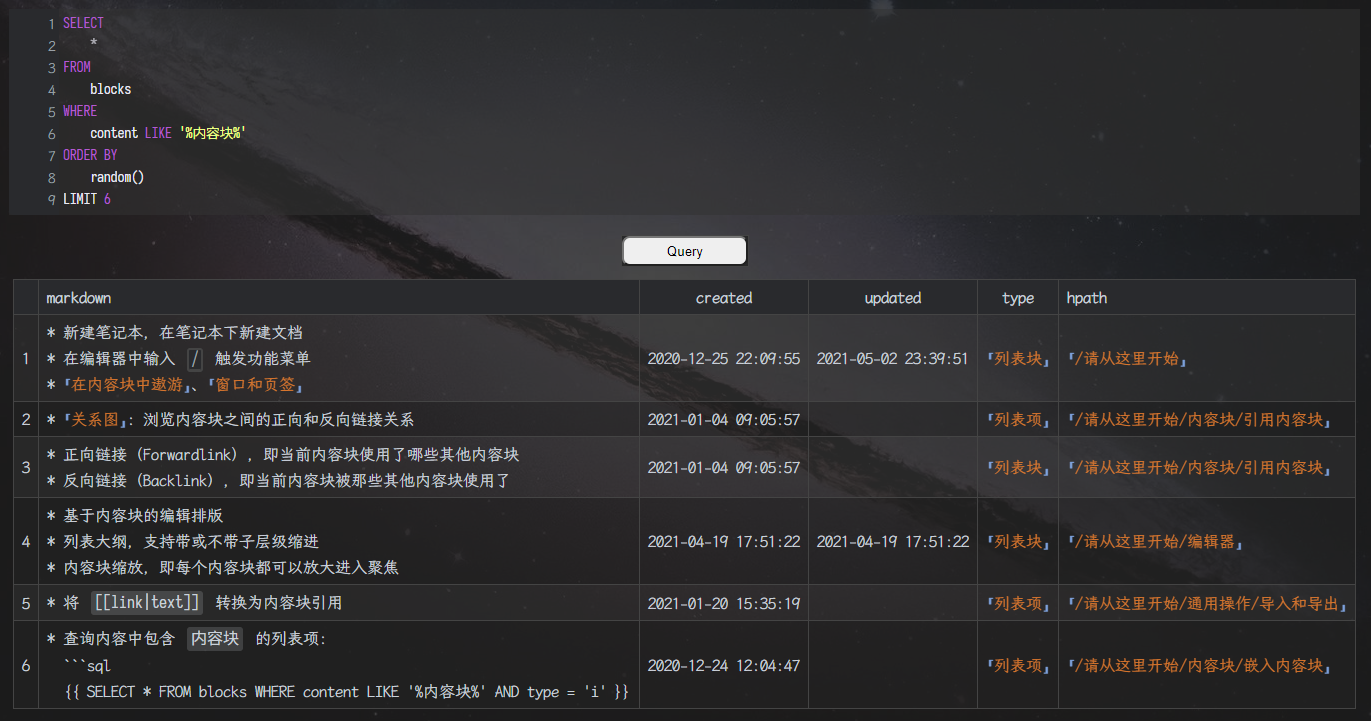 1 SELECT
2 *
3 FROM
4 blocks
5 WHERE
6 content LIKE '%内容块%'
7 ORDER BY
8 random()
9 LIMIT 6
Query
markdown created updated type hpath
* 新建笔记本，在笔记本下新建文档
* 在编辑器中输入 / 触发功能菜单
1 2020-12-25 22:09:55 2021-05-02 23:39:51 『列表块』 『/请从这里开始』
* 『在内容块中遨游』、『窗口和页签』
2 * 『关系图』：浏览内容块之间的正向和反向链接关系 2021-01-04 09:05:57 『列表项』 『/请从这里开始/内容块/引用内容块』
* 正向链接（Forwardlink），即当前内容块使用了哪些其他内容块
3 2021-01-04 09:05:57 『列表块』 『/请从这里开始/内容块/引用内容块』
* 反向链接（Backlink），即当前内容块被那些其他内容块使用了
* 基于内容块的编辑排版
4 * 列表大纲，支持带或不带子层级缩进 2021-04-19 17:51:22 2021-04-19 17:51:22 『列表块』 『/请从这里开始/编辑器』
* 内容块缩放，即每个内容块都可以放大进入聚焦
5 * 将 [[link|text]] 转换为内容块引用 2021-01-20 15:35:19 『列表项』 『/请从这里开始/通用操作/导入和导出』
* 查询内容中包含 内容块 的列表项：
6 ```sql 2020-12-24 12:04:47 『列表项』 『/请从这里开始/内容块/嵌入内容块』
{{ SELECT * FROM blocks WHERE content LIKE '%内容块%' AND type = 'i' }}